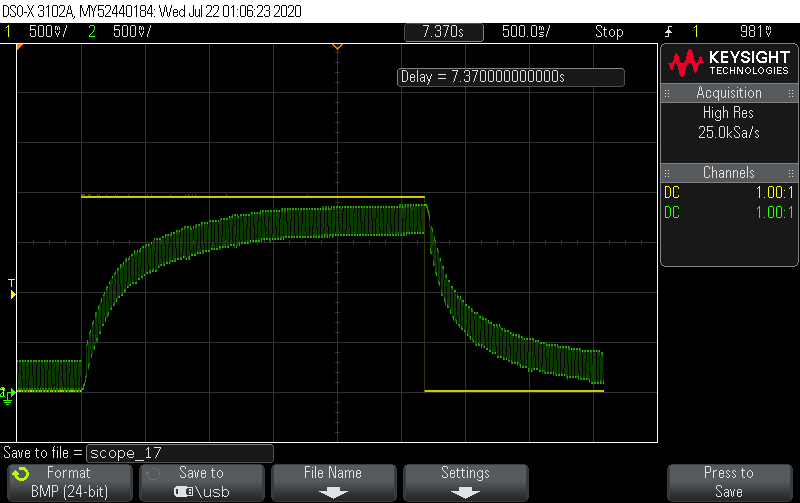 DSO-X 3102A, MY52440184: Wed Jul 22 01:06:23 2020
1 500mV/ 2 500mV/ 7.370s 500.0ms/ Stop 1 981mV
KEYSIGHT
TECHNOLOGIES
Delay = 7.370000000000s
Acquisition
High Res
25.0kSa/s
Channels
DC 1.00:1
DC 1.00:1
T
Save to file = scope_17
Format
BMP (24-bit)
Save to
\usb
File Name
Settings
Press to
Save